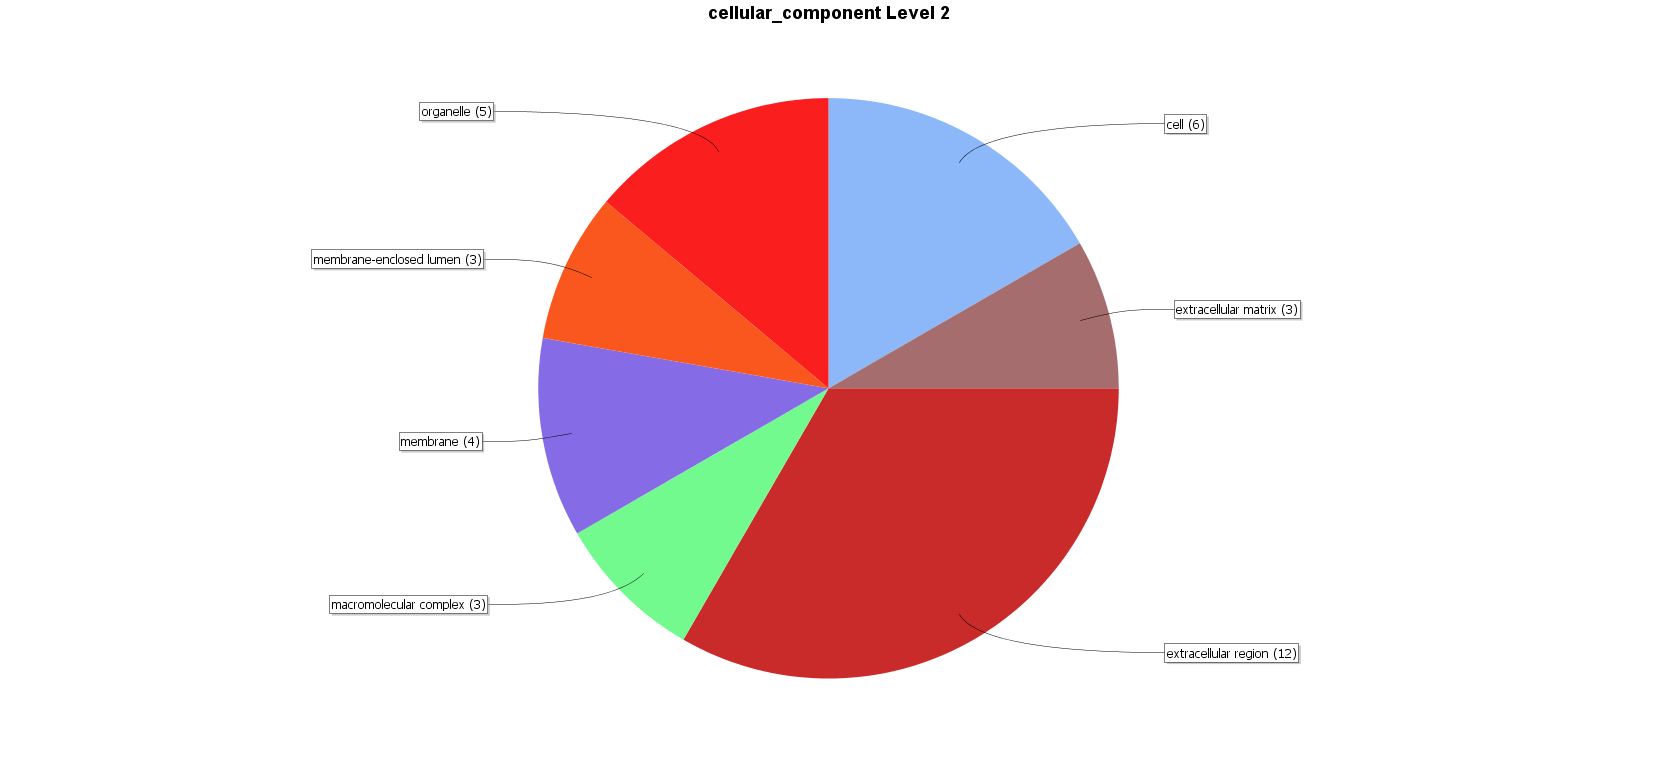 cellular_component Level 2
organelle (5)
cell (6)
membrane-enclosed lumen (3)
extracellular matrix (3)
membrane (4)
macromolecular complex (3)
extracellular region (12)